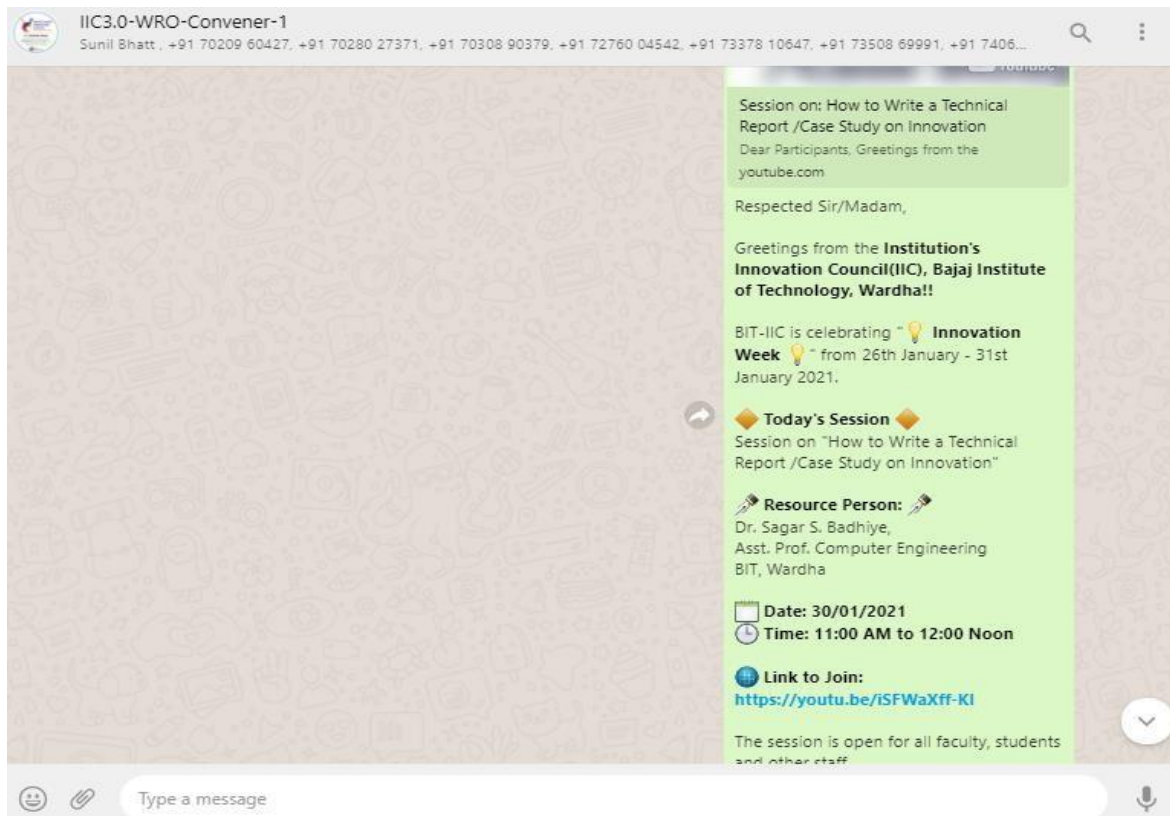 IIC3.0-WRO-Convener-1
Sunil Bhatt , +91 70209 60427, +91 70280 27371, +91 70308 90379, +91 72760 04542, +91 73378 10647, +91 73508 69991, +91 7406...
YouTube
Session on: How to Write a Technical
Report /Case Study on Innovation
Dear Participants, Greetings from the
youtube.com
Respected Sir/Madam,
Greetings from the Institution's
Innovation Council(IIC), Bajaj Institute
of Technology, Wardha!!
BIT-IIC is celebrating "💡 Innovation
Week 💡" from 26th January - 31st
January 2021.
🔶 Today's Session 🔶
Session on "How to Write a Technical
Report /Case Study on Innovation"
Resource Person:
Dr. Sagar S. Badhiye,
Asst. Prof. Computer Engineering
BIT, Wardha
Date: 30/01/2021
Time: 11:00 AM to 12:00 Noon
Link to Join:
https://youtu.be/iSFWaXff-KI
The session is open for all faculty, students
and other staff
Type a message